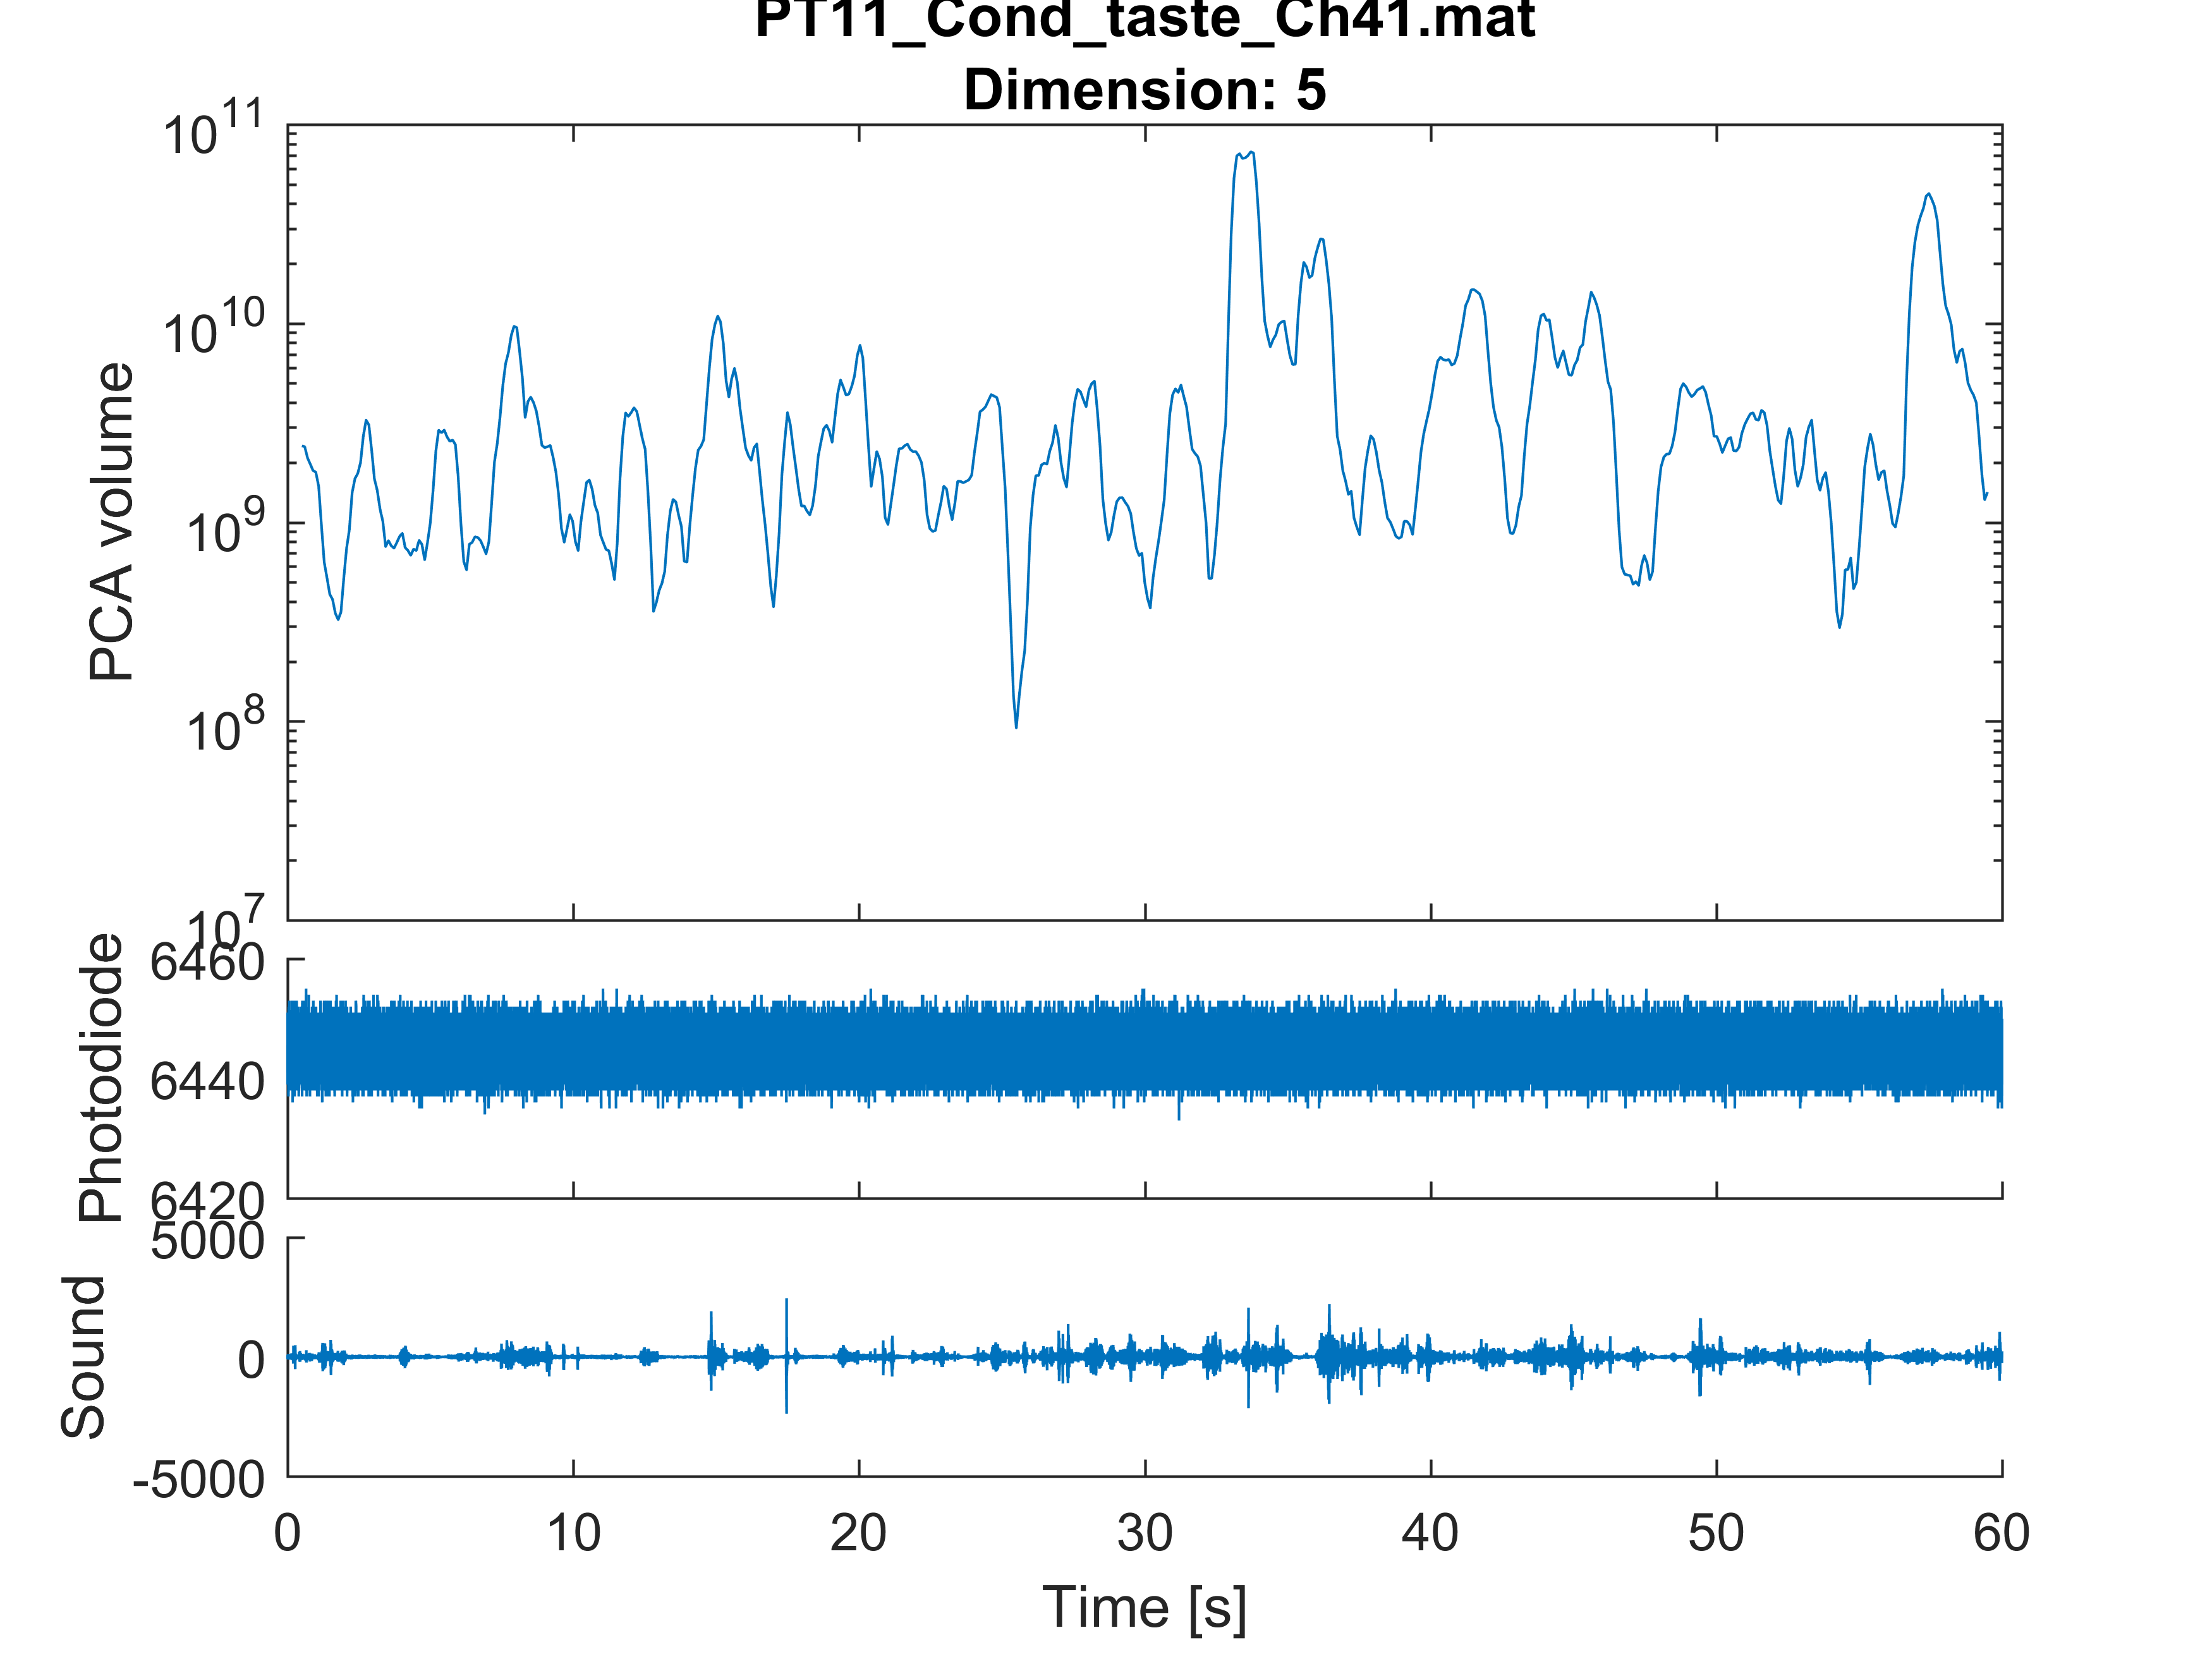 PT11_Cond_taste_Ch41.mat
Dimension: 5
10^11
10^10
10^9
10^8
10^7
PCA volume
6460
6440
6420
Photodiode
5000
0
-5000
Sound
0 10 20 30 40 50 60
Time [s]